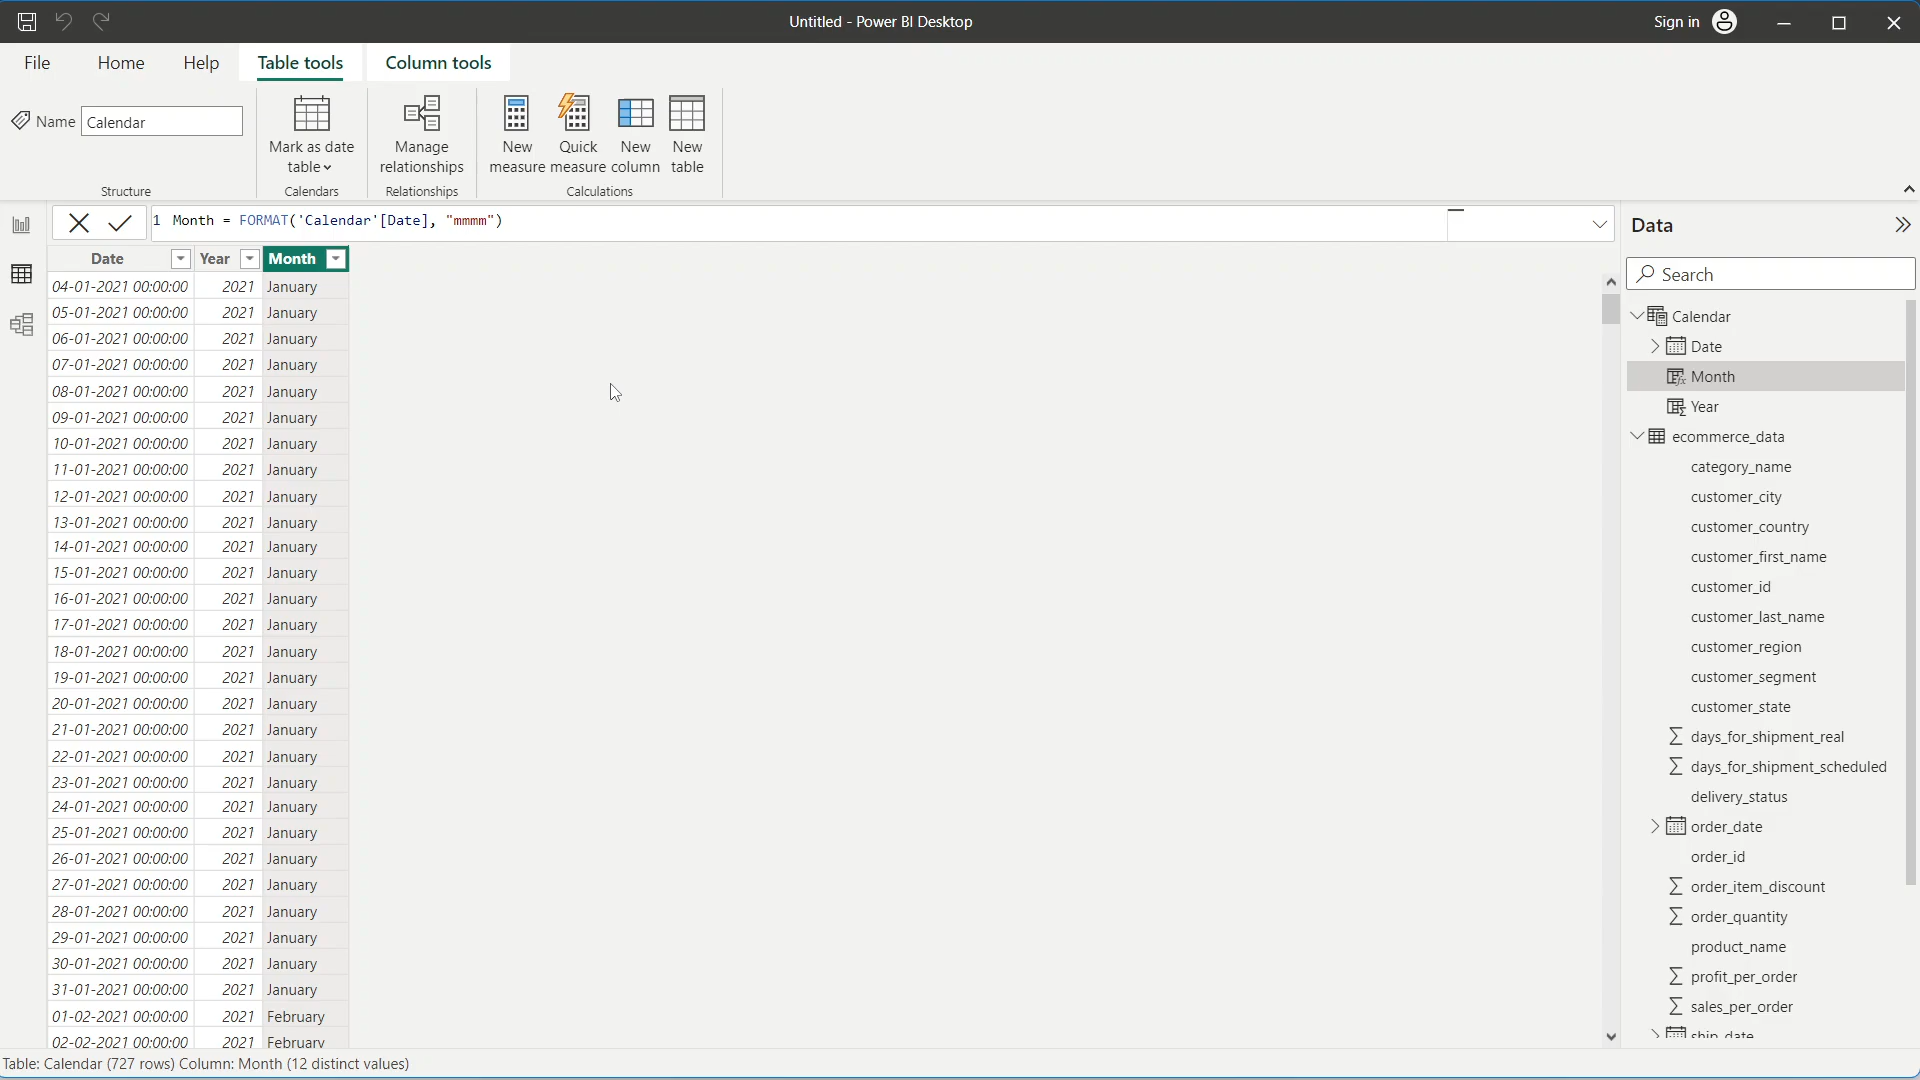 Untitled - Power BI Desktop
Sign in
File Home Help Table tools Column tools
Name Calendar
Mark as date table
Manage relationships
New measure
Quick measure
New column
New table
Structure Calendars Relationships Calculations
1 Month = FORMAT('Calendar'[Date], "mmmm")
Date Year Month
04-01-2021 00:00:00 2021 January
05-01-2021 00:00:00 2021 January
06-01-2021 00:00:00 2021 January
07-01-2021 00:00:00 2021 January
08-01-2021 00:00:00 2021 January
09-01-2021 00:00:00 2021 January
10-01-2021 00:00:00 2021 January
11-01-2021 00:00:00 2021 January
12-01-2021 00:00:00 2021 January
13-01-2021 00:00:00 2021 January
14-01-2021 00:00:00 2021 January
15-01-2021 00:00:00 2021 January
16-01-2021 00:00:00 2021 January
17-01-2021 00:00:00 2021 January
18-01-2021 00:00:00 2021 January
19-01-2021 00:00:00 2021 January
20-01-2021 00:00:00 2021 January
21-01-2021 00:00:00 2021 January
22-01-2021 00:00:00 2021 January
23-01-2021 00:00:00 2021 January
24-01-2021 00:00:00 2021 January
25-01-2021 00:00:00 2021 January
26-01-2021 00:00:00 2021 January
27-01-2021 00:00:00 2021 January
28-01-2021 00:00:00 2021 January
29-01-2021 00:00:00 2021 January
30-01-2021 00:00:00 2021 January
31-01-2021 00:00:00 2021 January
01-02-2021 00:00:00 2021 February
02-02-2021 00:00:00 2021 February
Data
Search
Calendar
Date
Month
Year
ecommerce_data
category_name
customer_city
customer_country
customer_first_name
customer_id
customer_last_name
customer_region
customer_segment
customer_state
days_for_shipment_real
days_for_shipment_scheduled
delivery_status
order_date
order_id
order_item_discount
order_quantity
product_name
profit_per_order
sales_per_order
ship_date
Table: Calendar (727 rows) Column: Month (12 distinct values)